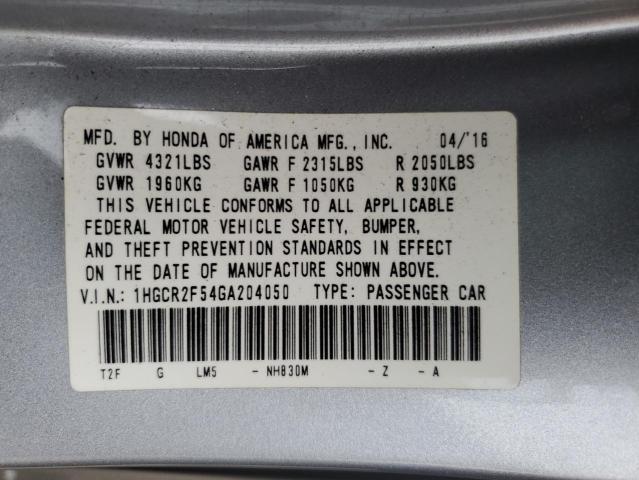 MFD. BY HONDA OF AMERICA MFG., INC. 04/'16
GVWR 4321LBS GAWR F 2315LBS R 2050LBS
GVWR 1960KG GAWR F 1050KG R 930KG
THIS VEHICLE CONFORMS TO ALL APPLICABLE
FEDERAL MOTOR VEHICLE SAFETY, BUMPER,
AND THEFT PREVENTION STANDARDS IN EFFECT
ON THE DATE OF MANUFACTURE SHOWN ABOVE.
V.I.N.: 1HGCR2F54GA204050 TYPE: PASSENGER CAR
T2F G LM5 - NH830M - Z - A